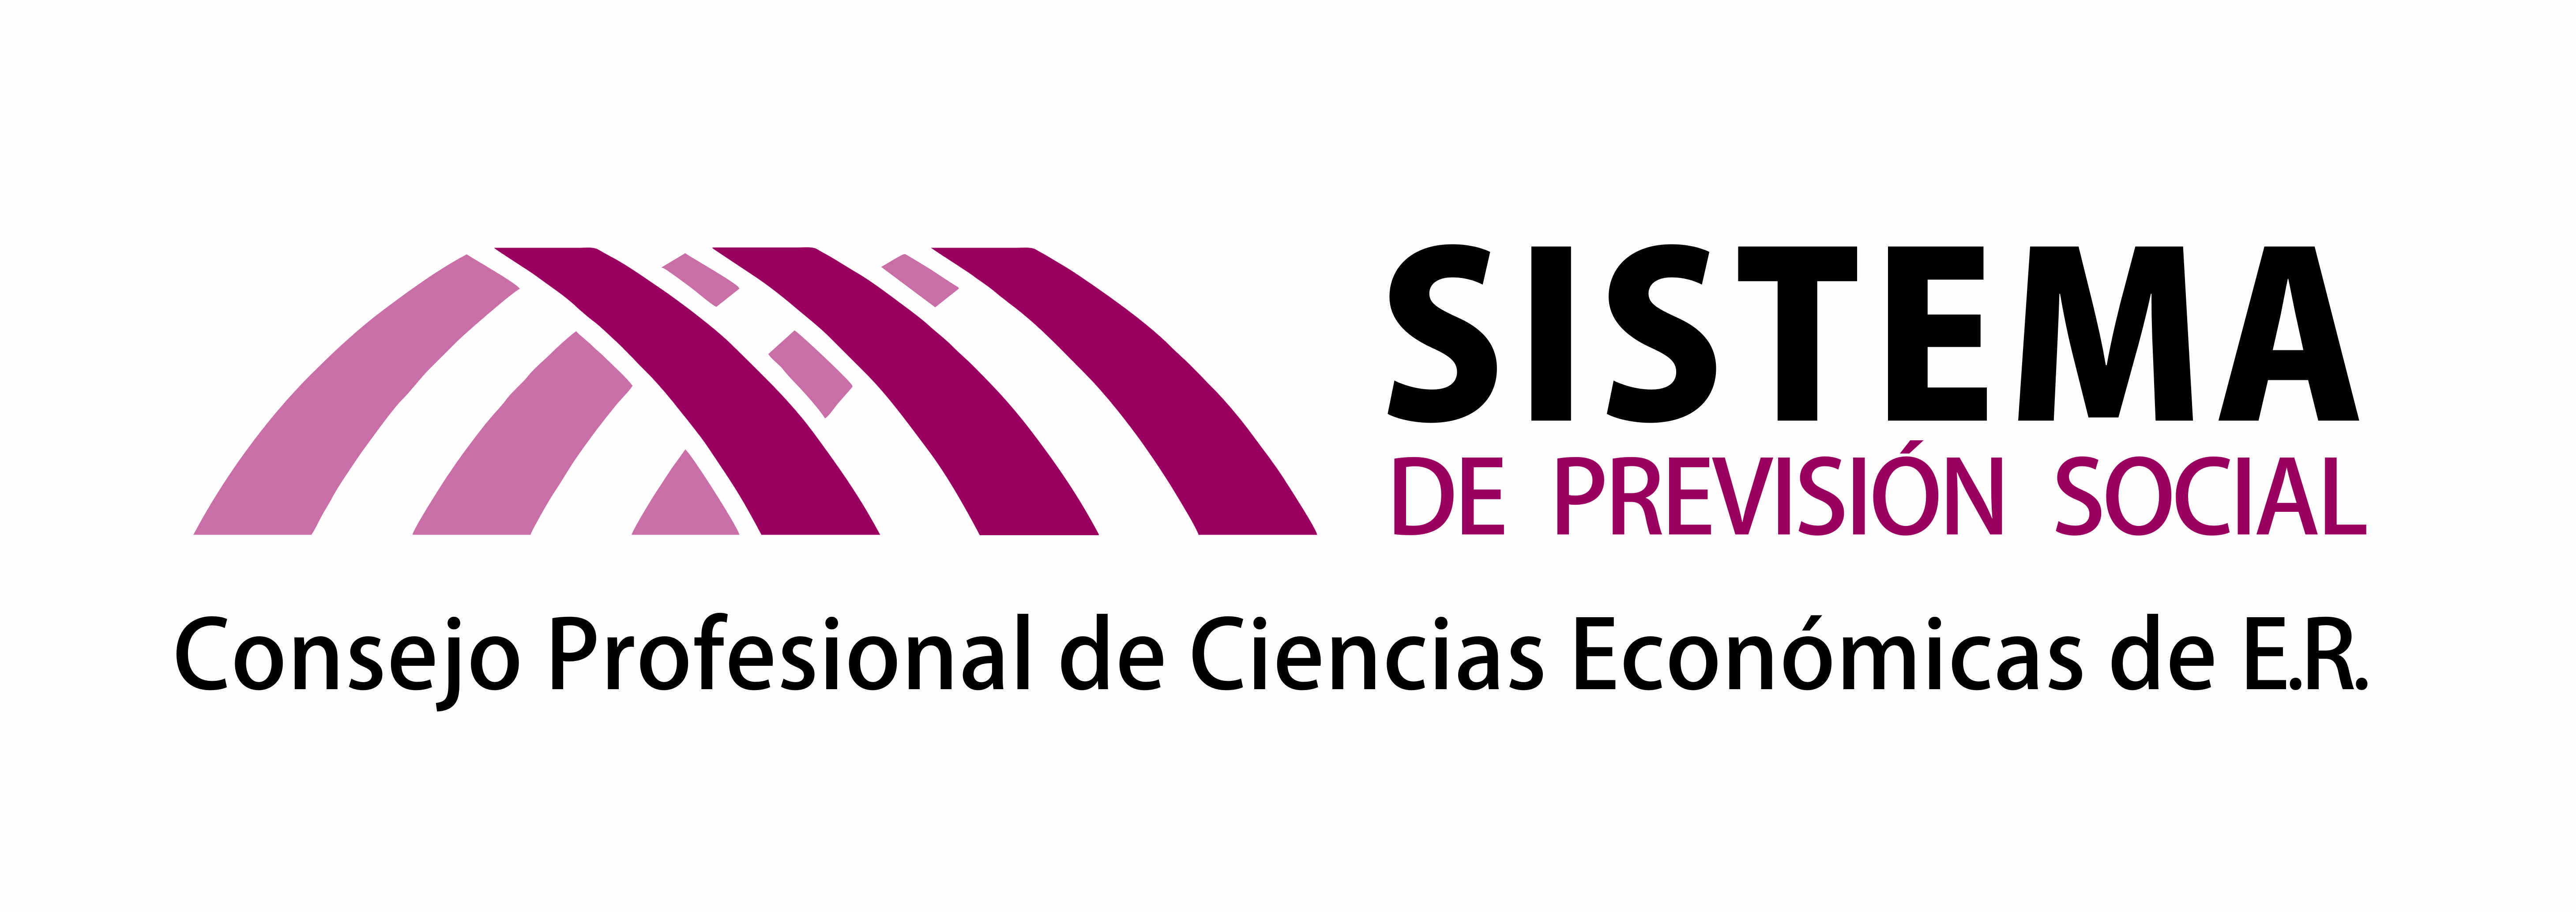 SISTEMA
DE PREVISIÓN SOCIAL
Consejo Profesional de Ciencias Económicas de E.R.